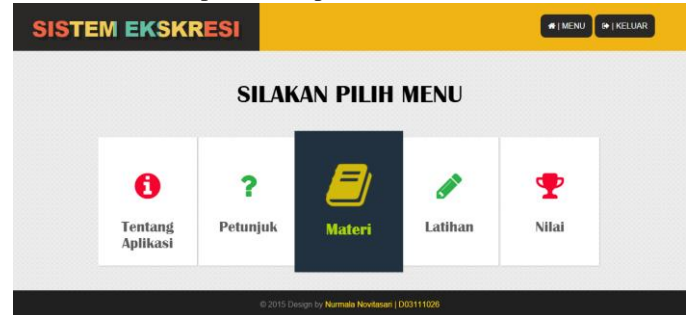 SISTEM EKSKRESI
| MENU
| KELUAR
SILAKAN PILIH MENU
Tentang
Aplikasi
Petunjuk
Materi
Latihan
Nilai
© 2015 Design by Nurmala Novitasari | D03111026